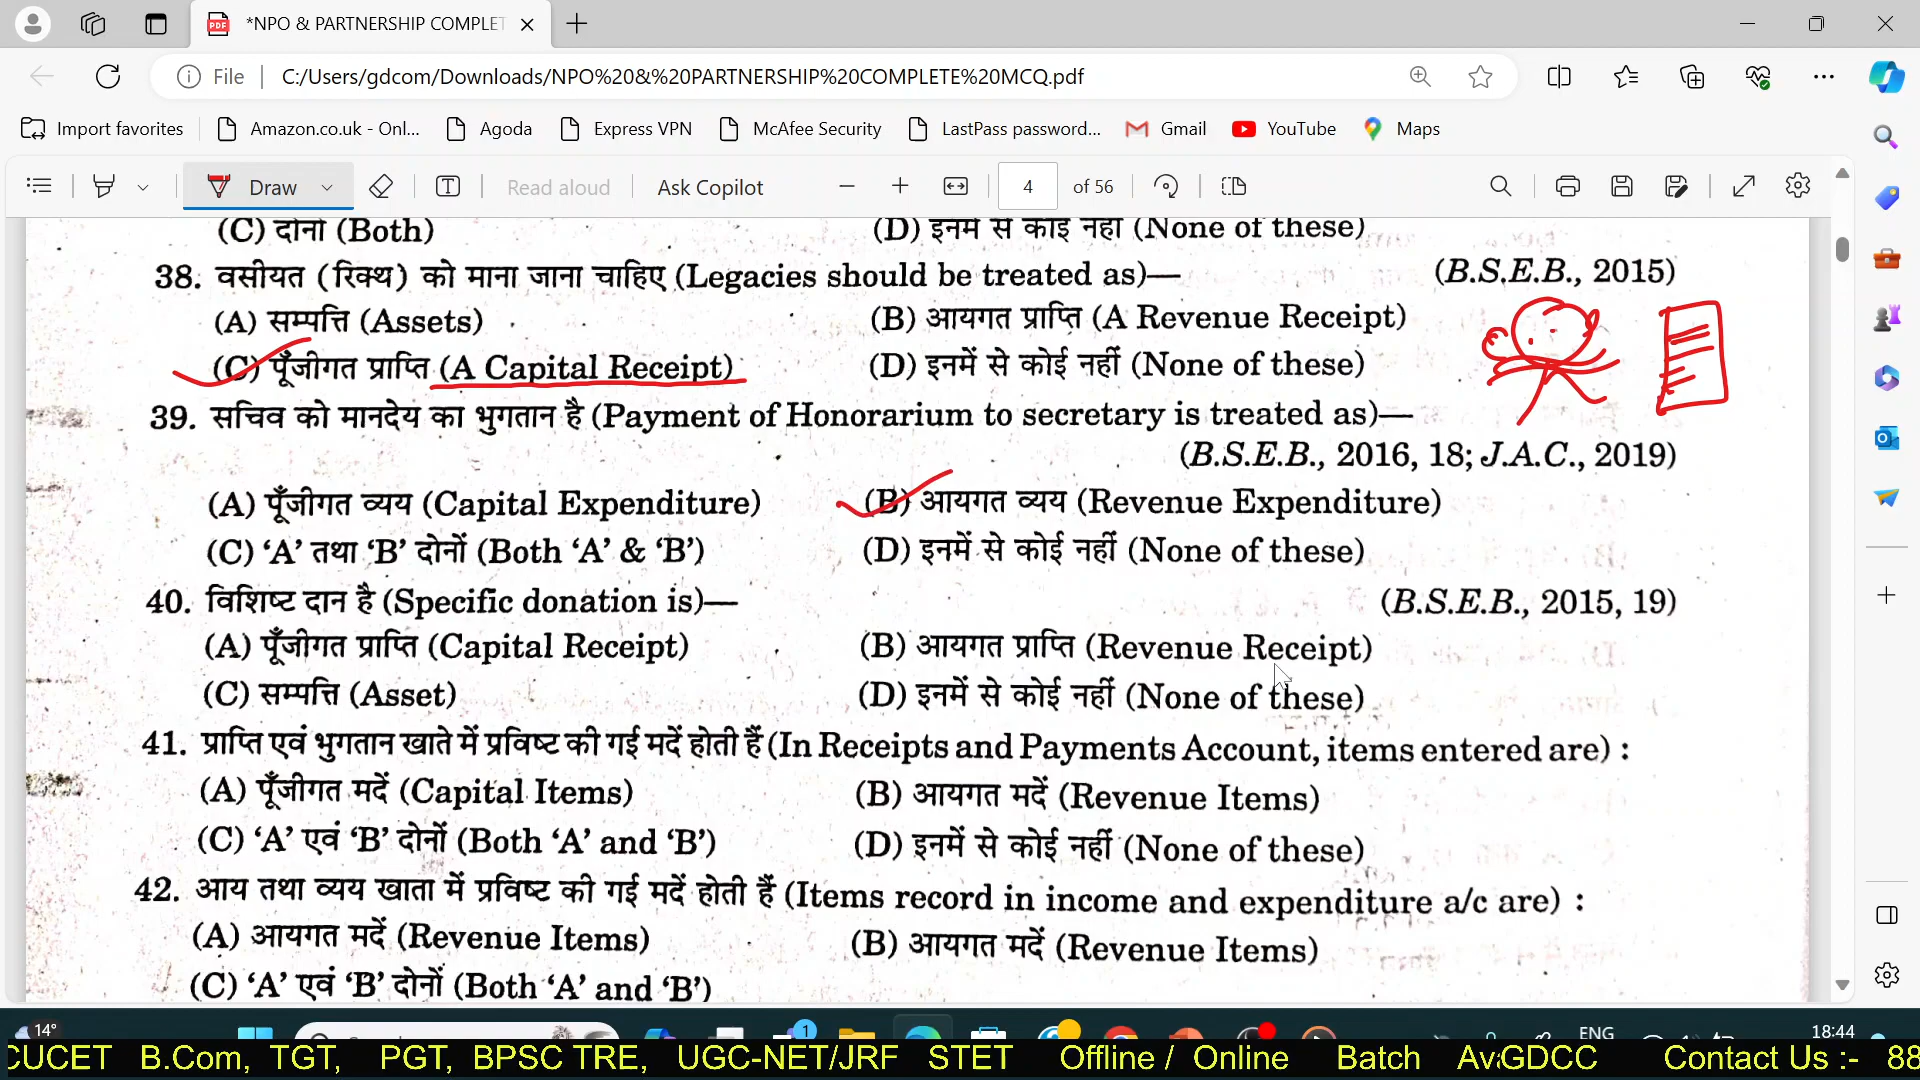 *NPO & PARTNERSHIP COMPLET
File C:/Users/gdcom/Downloads/NPO%20&%20PARTNERSHIP%20COMPLETE%20MCQ.pdf
Import favorites Amazon.co.uk - Onl... Agoda Express VPN McAfee Security LastPass password... Gmail YouTube Maps
Draw Read aloud Ask Copilot 4 of 56
(C) दोनों (Both) (D) इनमें से कोई नहीं (None of these)
38. वसीयत (रिक्थ) को माना जाना चाहिए (Legacies should be treated as)— (B.S.E.B., 2015)
(A) सम्पत्ति (Assets) (B) आयगत प्राप्ति (A Revenue Receipt)
(C) पूँजीगत प्राप्ति (A Capital Receipt) (D) इनमें से कोई नहीं (None of these)
39. सचिव को मानदेय का भुगतान है (Payment of Honorarium to secretary is treated as)—
(B.S.E.B., 2016, 18; J.A.C., 2019)
(A) पूँजीगत व्यय (Capital Expenditure) (B) आयगत व्यय (Revenue Expenditure)
(C) ‘A’ तथा ‘B’ दोनों (Both ‘A’ & ‘B’) (D) इनमें से कोई नहीं (None of these)
40. विशिष्ट दान है (Specific donation is)— (B.S.E.B., 2015, 19)
(A) पूँजीगत प्राप्ति (Capital Receipt) (B) आयगत प्राप्ति (Revenue Receipt)
(C) सम्पत्ति (Asset) (D) इनमें से कोई नहीं (None of these)
41. प्राप्ति एवं भुगतान खाते में प्रविष्ट की गई मदें होती हैं (In Receipts and Payments Account, items entered are) :
(A) पूँजीगत मदें (Capital Items) (B) आयगत मदें (Revenue Items)
(C) ‘A’ एवं ‘B’ दोनों (Both ‘A’ and ‘B’) (D) इनमें से कोई नहीं (None of these)
42. आय तथा व्यय खाता में प्रविष्ट की गई मदें होती हैं (Items record in income and expenditure a/c are) :
(A) आयगत मदें (Revenue Items) (B) आयगत मदें (Revenue Items)
(C) ‘A’ एवं ‘B’ दोनों (Both ‘A’ and ‘B’)
14° 1 ENG 18:44
CUCET B.Com, TGT, PGT, BPSC TRE, UGC-NET/JRF STET Offline / Online Batch GDCC Contact Us :- 88